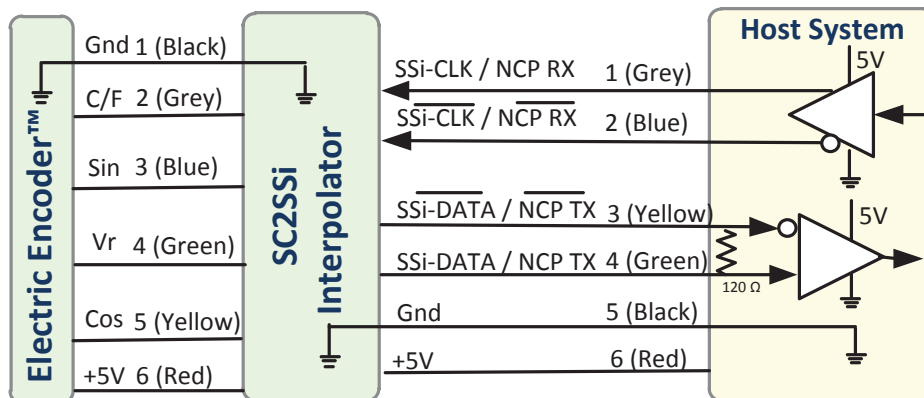 Electric Encoder™
Gnd 1 (Black)
C/F 2 (Grey)
Sin 3 (Blue)
Vr 4 (Green)
Cos 5 (Yellow)
+5V 6 (Red)
SC2SSi
Interpolator
SSi-CLK / NCP RX 1 (Grey)
SSi-CLK / NCP RX 2 (Blue)
SSi-DATA / NCP TX 3 (Yellow)
SSi-DATA / NCP TX 4 (Green)
Gnd 5 (Black)
+5V 6 (Red)
Host System
5V
5V
120 Ω